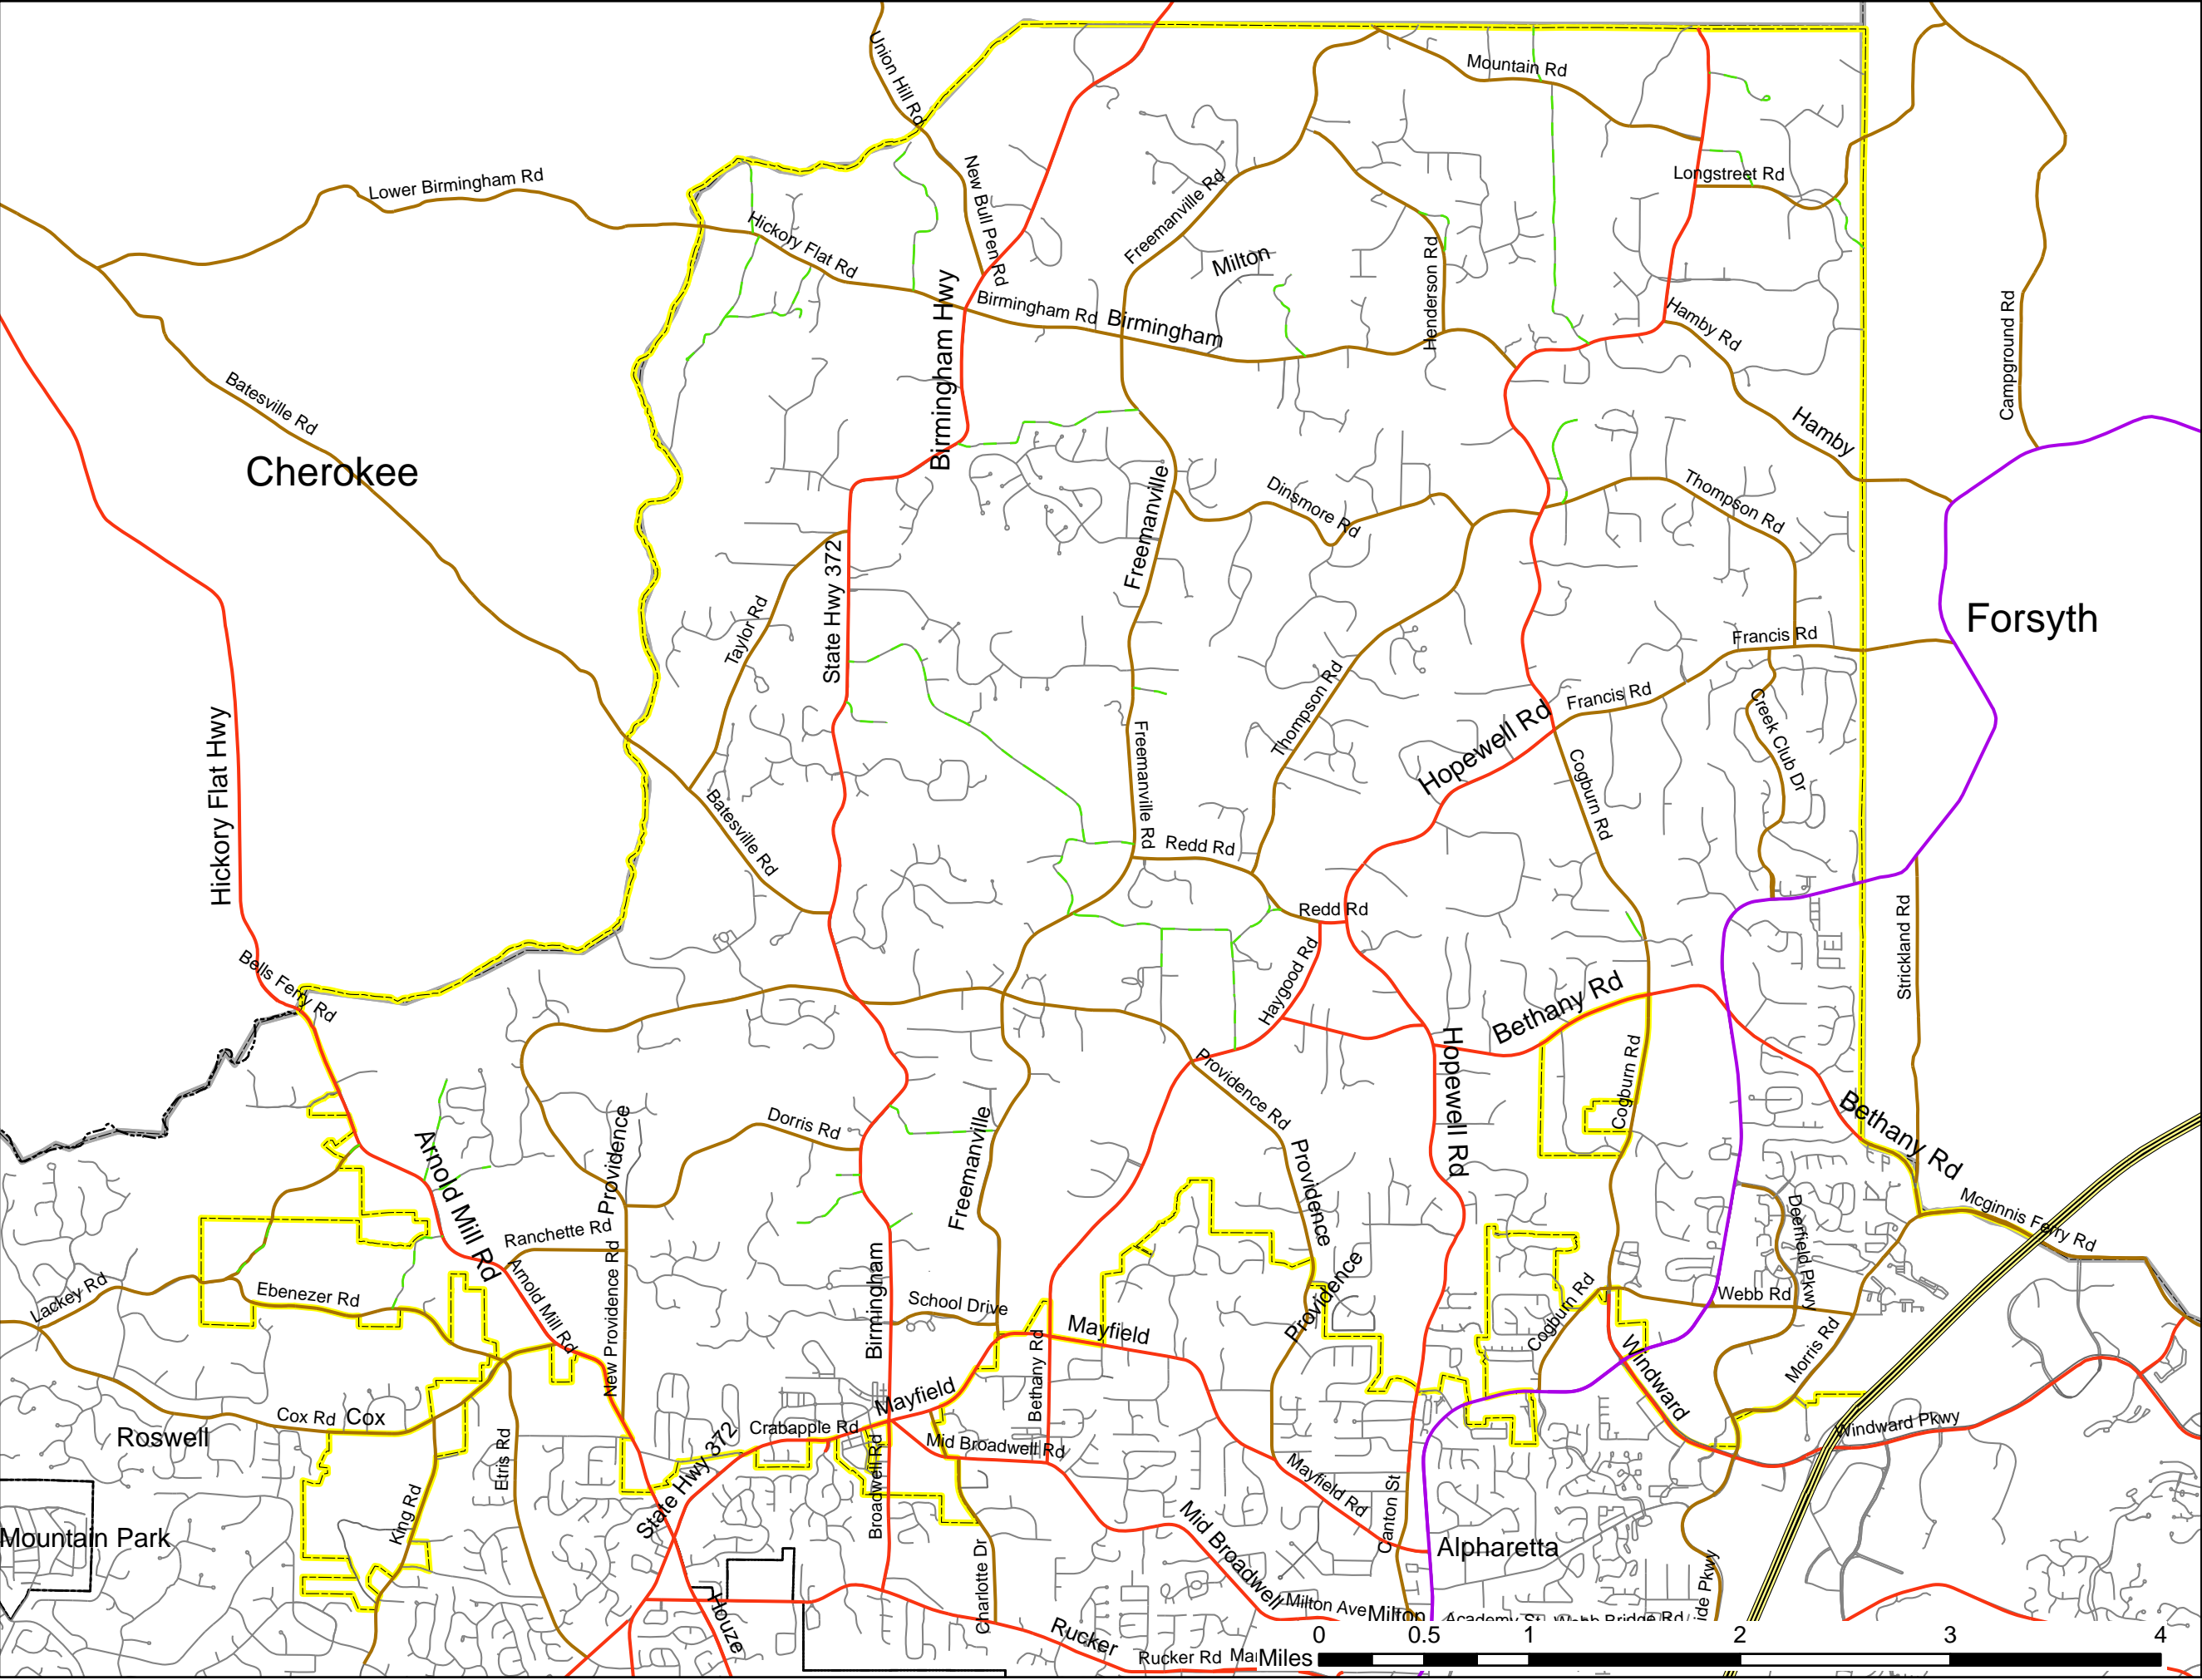 Union Hill Rd
Mountain Rd
Lower Birmingham Rd
New Bull Pen Rd
Longstreet Rd
Hickory Flat Rd
Freemanville Rd
Milton
Henderson Rd
Birmingham Hwy
Birmingham Rd
Birmingham
Hamby Rd
Campground Rd
Batesville Rd
Cherokee
Hamby
Freemanville
Dinsmore Rd
Thompson Rd
State Hwy 372
Taylor Rd
Forsyth
Francis Rd
Thompson Rd
Francis Rd
Hopewell Rd
Creek Club Dr
Hickory Flat Hwy
Freemanville Rd
Cogburn Rd
Batesville Rd
Redd Rd
Redd Rd
Strickland Rd
Bells Ferry Rd
Haygood Rd
Bethany Rd
Hopewell Rd
Providence Rd
Cogburn Rd
Bethany Rd
Dorris Rd
Providence
Freemanville
Arnold Mill Rd
Providence
Mcginnis Ferry Rd
Deerfield Pkwy
Ranchette Rd
New Providence Rd
Arnold Mill Rd
Lackey Rd
Ebenezer Rd
Birmingham
School Drive
Bethany Rd
Mayfield
Providence
Cogburn Rd
Webb Rd
Morris Rd
Windward
Mayfield
Cox Rd
Cox
Roswell
Crabapple Rd
Mid Broadwell Rd
Windward Pkwy
Etris Rd
State Hwy 372
Broadwell Rd
Mayfield Rd
Canton St
King Rd
Mountain Park
Mid Broadwell
Alpharetta
Charlotte Dr
Houze
Milton Ave
Milton
Academy St
Webb Bridge Rd
ide Pkwy
Rucker
Rucker Rd
Mai
Miles
0 0.5 1 2 3 4